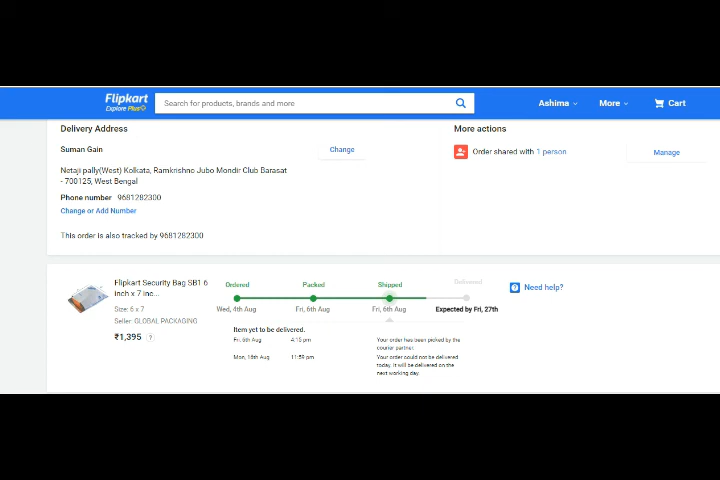 Flipkart
Explore Plus
Search for products, brands and more
Ashima
More
Cart
Delivery Address
More actions
Suman Gain
Change
Order shared with 1 person
Manage
Netaji pally(West) Kolkata, Ramkrishno Jubo Mondir Club Barasat
- 700125, West Bengal
Phone number 9681282300
Change or Add Number
This order is also tracked by 9681282300
Flipkart Security Bag SB1 6
inch x 7 inc...
Size: 6 x 7
Seller: GLOBAL PACKAGING
₹1,395 ?
Ordered Packed Shipped Delivered
Wed, 4th Aug Fri, 6th Aug Fri, 6th Aug Expected by Fri, 27th
Need help?
Item yet to be delivered.
Fri, 6th Aug 4:15 pm Your order has been picked by the
courier partner.
Mon, 16th Aug 11:59 pm Your order could not be delivered
today. It will be delivered on the
next working day.